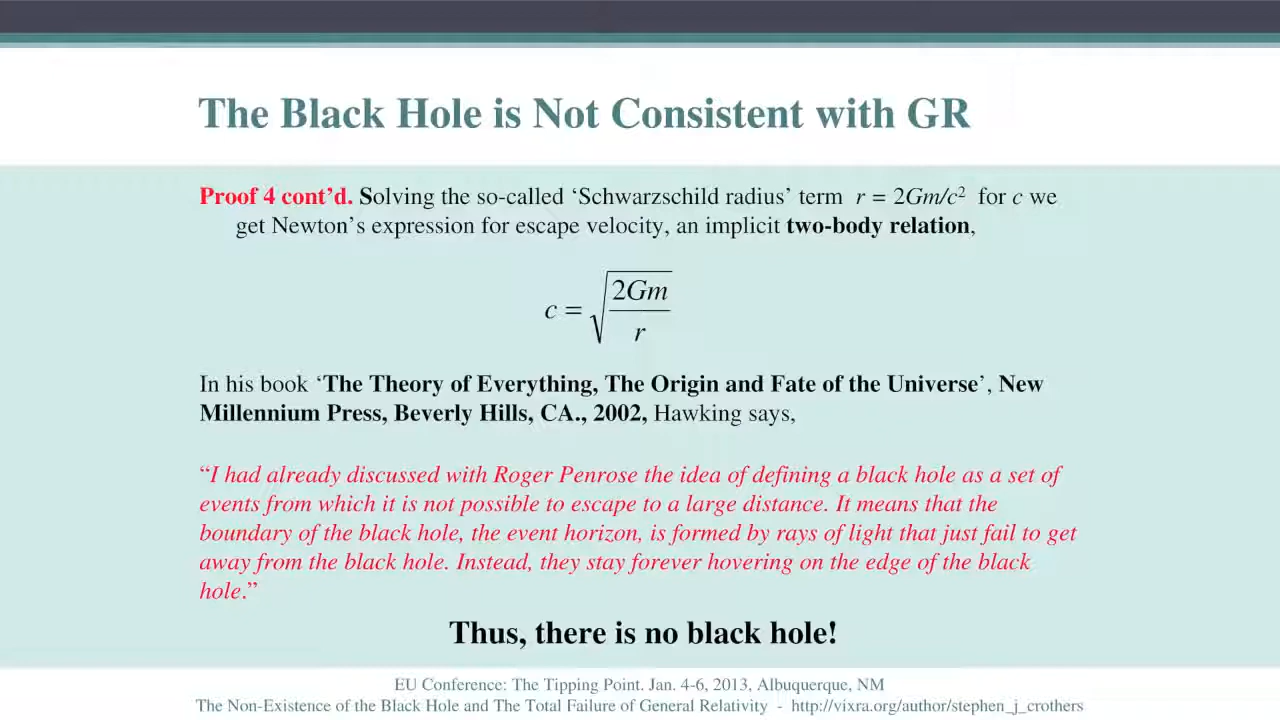 The Black Hole is Not Consistent with GR
Proof 4 cont’d. Solving the so-called ‘Schwarzschild radius’ term r = 2Gm/c² for c we
get Newton’s expression for escape velocity, an implicit two-body relation,
c = √(2Gm/r)
In his book ‘The Theory of Everything, The Origin and Fate of the Universe’, New
Millennium Press, Beverly Hills, CA., 2002, Hawking says,
“I had already discussed with Roger Penrose the idea of defining a black hole as a set of
events from which it is not possible to escape to a large distance. It means that the
boundary of the black hole, the event horizon, is formed by rays of light that just fail to get
away from the black hole. Instead, they stay forever hovering on the edge of the black
hole.”
Thus, there is no black hole!
EU Conference: The Tipping Point. Jan. 4-6, 2013, Albuquerque, NM
The Non-Existence of the Black Hole and The Total Failure of General Relativity - http://vixra.org/author/stephen_j_crothers